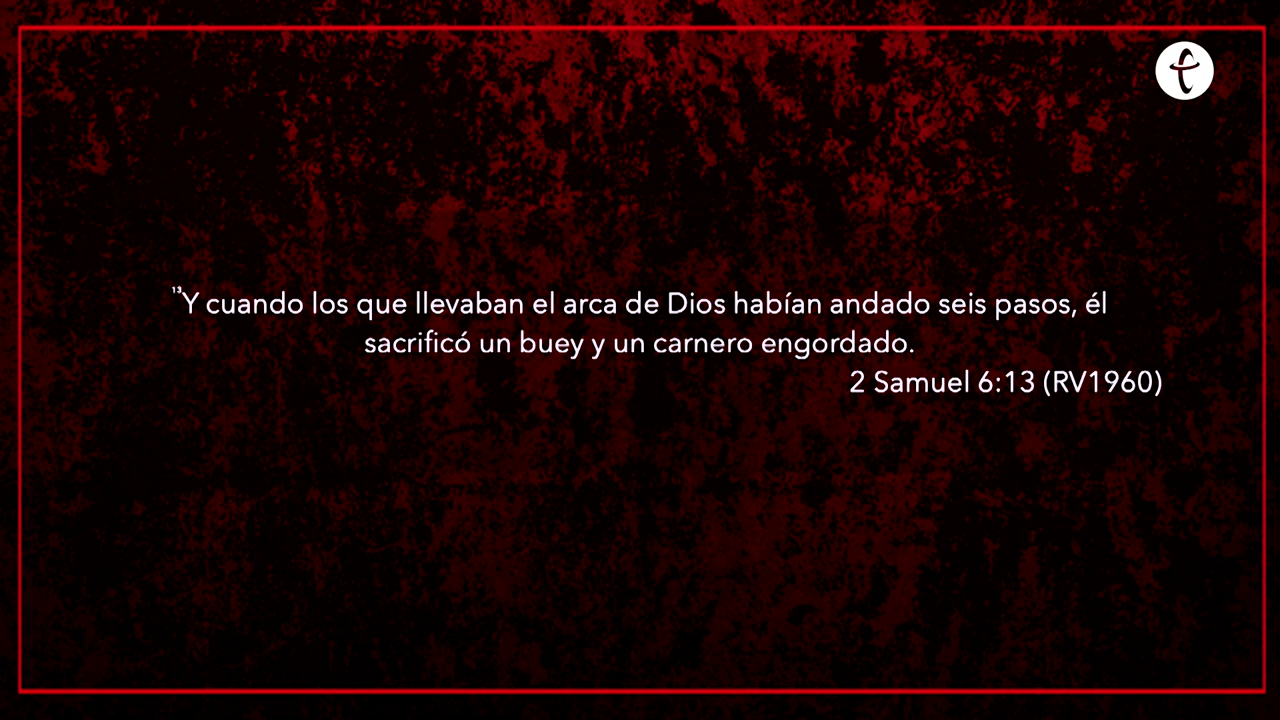 ¹³Y cuando los que llevaban el arca de Dios habían andado seis pasos, él
sacrificó un buey y un carnero engordado.
2 Samuel 6:13 (RV1960)